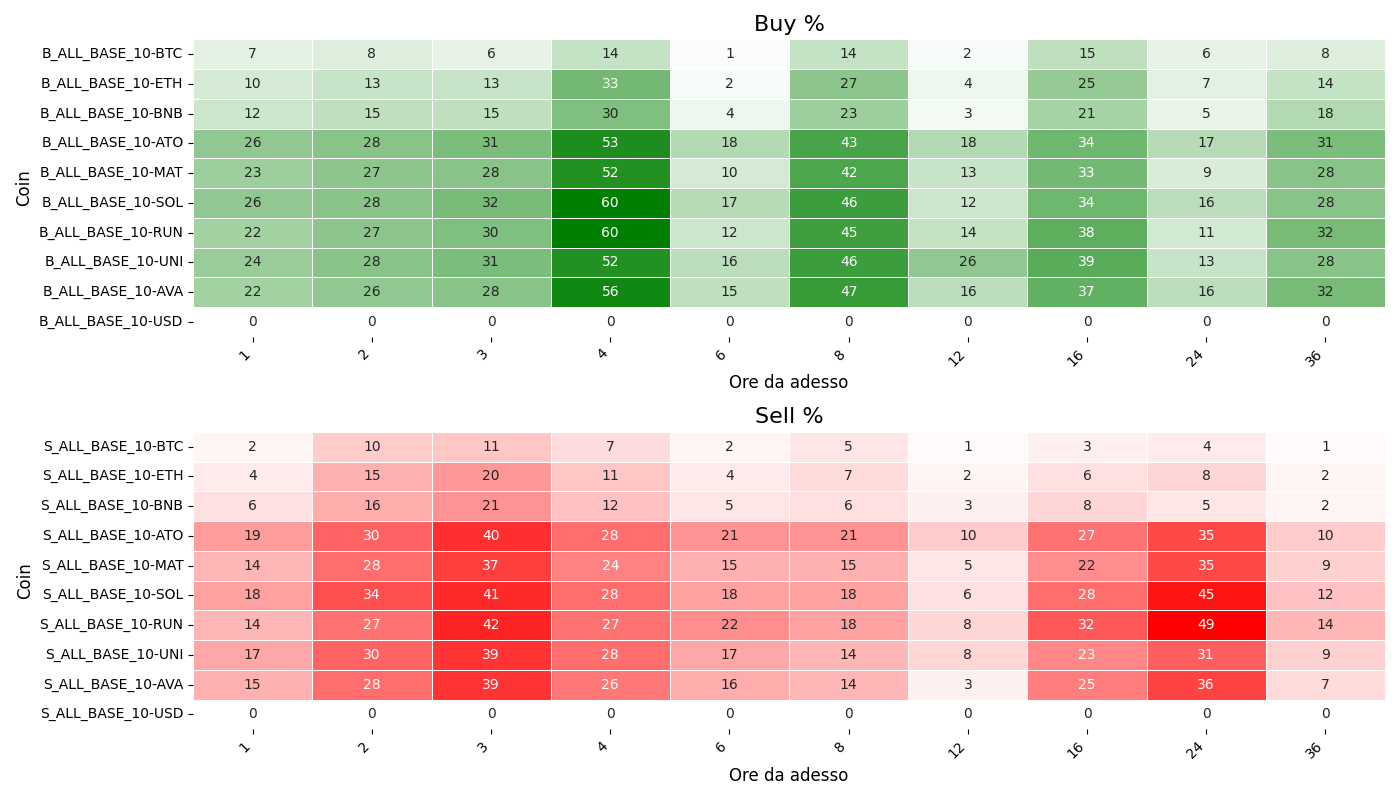 Buy %
Coin
B_ALL_BASE_10-BTC 7 8 6 14 1 14 2 15 6 8
B_ALL_BASE_10-ETH 10 13 13 33 2 27 4 25 7 14
B_ALL_BASE_10-BNB 12 15 15 30 4 23 3 21 5 18
B_ALL_BASE_10-ATO 26 28 31 53 18 43 18 34 17 31
B_ALL_BASE_10-MAT 23 27 28 52 10 42 13 33 9 28
B_ALL_BASE_10-SOL 26 28 32 60 17 46 12 34 16 28
B_ALL_BASE_10-RUN 22 27 30 60 12 45 14 38 11 32
B_ALL_BASE_10-UNI 24 28 31 52 16 46 26 39 13 28
B_ALL_BASE_10-AVA 22 26 28 56 15 47 16 37 16 32
B_ALL_BASE_10-USD 0 0 0 0 0 0 0 0 0 0
1 2 3 4 6 8 12 16 24 36
Ore da adesso
Sell %
Coin
S_ALL_BASE_10-BTC 2 10 11 7 2 5 1 3 4 1
S_ALL_BASE_10-ETH 4 15 20 11 4 7 2 6 8 2
S_ALL_BASE_10-BNB 6 16 21 12 5 6 3 8 5 2
S_ALL_BASE_10-ATO 19 30 40 28 21 21 10 27 35 10
S_ALL_BASE_10-MAT 14 28 37 24 15 15 5 22 35 9
S_ALL_BASE_10-SOL 18 34 41 28 18 18 6 28 45 12
S_ALL_BASE_10-RUN 14 27 42 27 22 18 8 32 49 14
S_ALL_BASE_10-UNI 17 30 39 28 17 14 8 23 31 9
S_ALL_BASE_10-AVA 15 28 39 26 16 14 3 25 36 7
S_ALL_BASE_10-USD 0 0 0 0 0 0 0 0 0 0
1 2 3 4 6 8 12 16 24 36
Ore da adesso